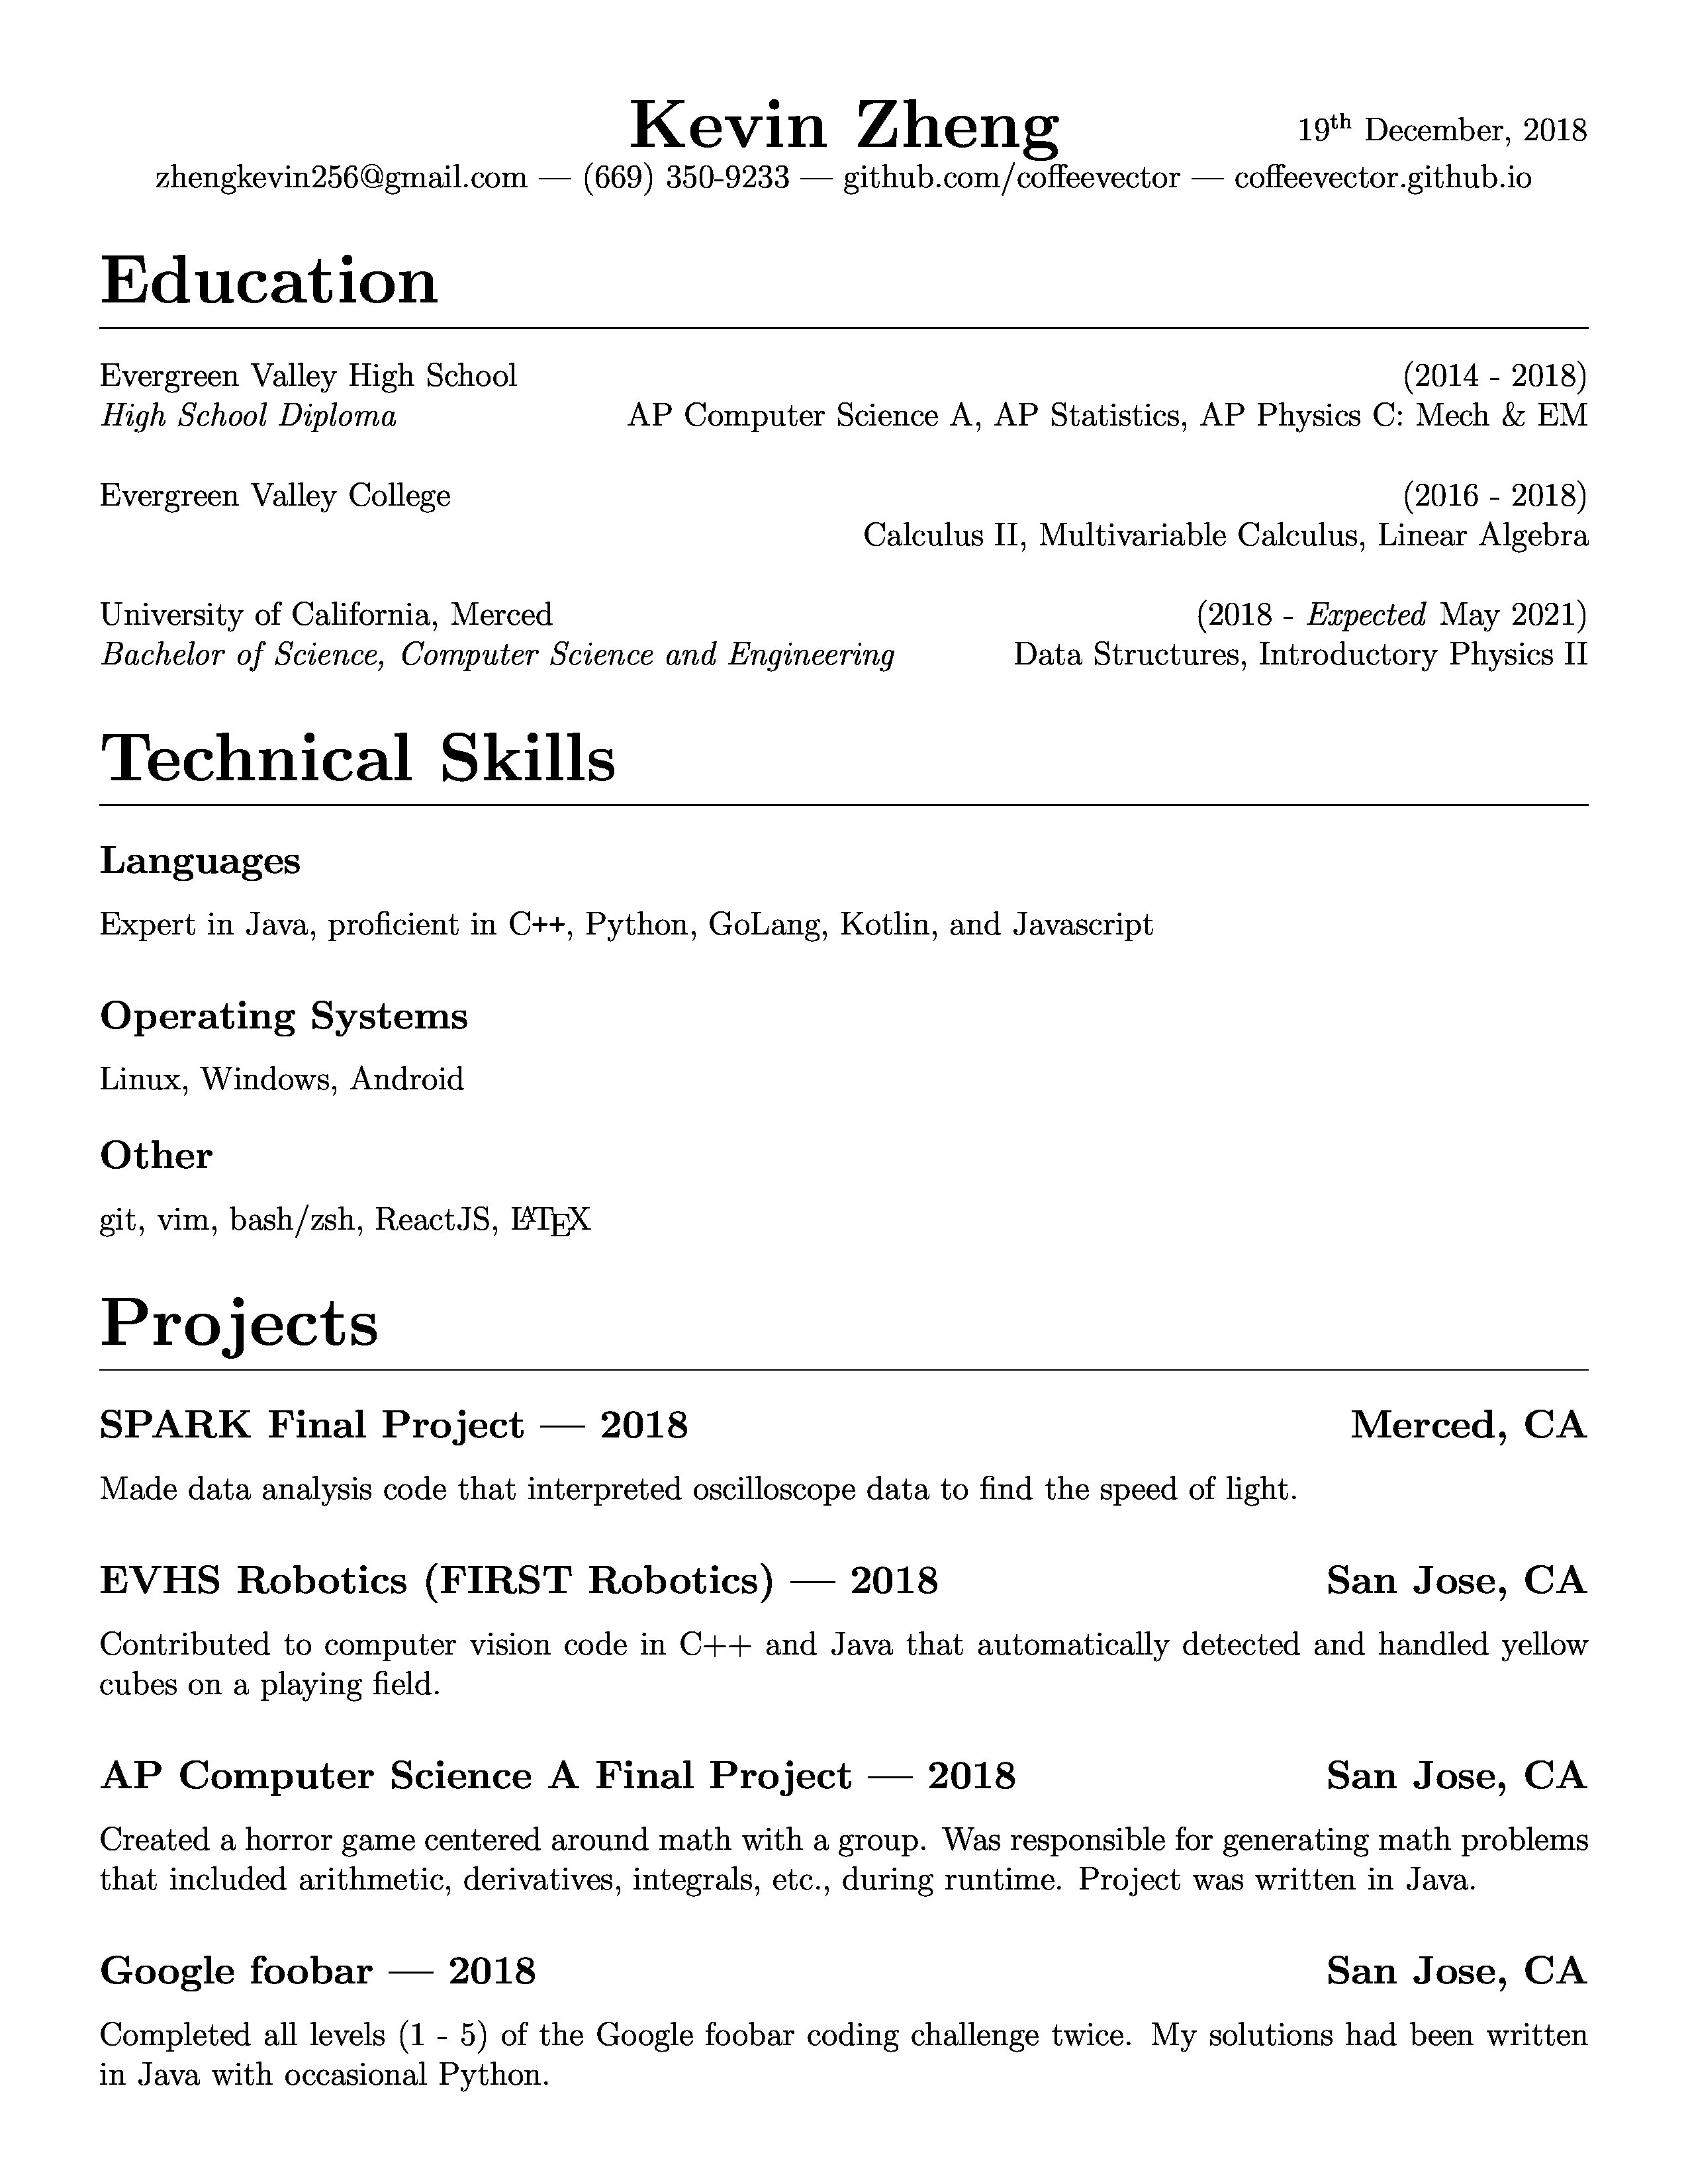 Kevin Zheng 19th December, 2018
zhengkevin256@gmail.com — (669) 350-9233 — github.com/coffeevector — coffeevector.github.io
Education
Evergreen Valley High School (2014 - 2018)
High School Diploma AP Computer Science A, AP Statistics, AP Physics C: Mech & EM
Evergreen Valley College (2016 - 2018)
Calculus II, Multivariable Calculus, Linear Algebra
University of California, Merced (2018 - Expected May 2021)
Bachelor of Science, Computer Science and Engineering Data Structures, Introductory Physics II
Technical Skills
Languages
Expert in Java, proficient in C++, Python, GoLang, Kotlin, and Javascript
Operating Systems
Linux, Windows, Android
Other
git, vim, bash/zsh, ReactJS, LATEX
Projects
SPARK Final Project — 2018 Merced, CA
Made data analysis code that interpreted oscilloscope data to find the speed of light.
EVHS Robotics (FIRST Robotics) — 2018 San Jose, CA
Contributed to computer vision code in C++ and Java that automatically detected and handled yellow
cubes on a playing field.
AP Computer Science A Final Project — 2018 San Jose, CA
Created a horror game centered around math with a group. Was responsible for generating math problems
that included arithmetic, derivatives, integrals, etc., during runtime. Project was written in Java.
Google foobar — 2018 San Jose, CA
Completed all levels (1 - 5) of the Google foobar coding challenge twice. My solutions had been written
in Java with occasional Python.